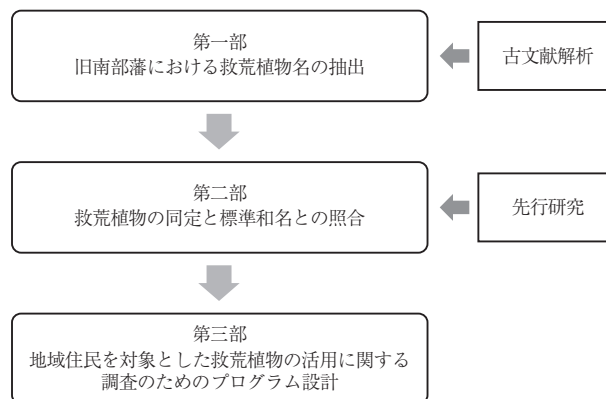 第一部
旧南部藩における救荒植物名の抽出
古文献解析
第二部
救荒植物の同定と標準和名との照合
先行研究
第三部
地域住民を対象とした救荒植物の活用に関する
調査のためのプログラム設計